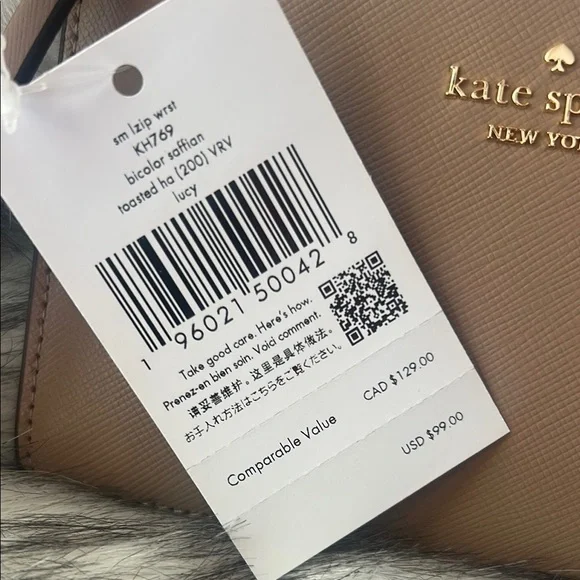 sm lzip wrst
KH769
bicolor saffian
toasted ha (200) VRV
lucy
1 96021 50042 8
Take good care. Here's how.
Prenez-en bien soin. Voici comment.
请妥善维护。这里是具体做法。
お手入れ方法はこちらをご覧ください。
Comparable Value
CAD $129.00
USD $99.00
kate sp
NEW YO